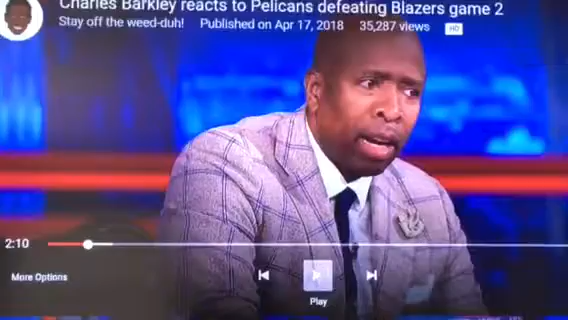 Charles Barkley reacts to Pelicans defeating Blazers game 2
Stay off the weed-duh! Published on Apr 17, 2018 35,287 views HD
2:10
More Options
Play